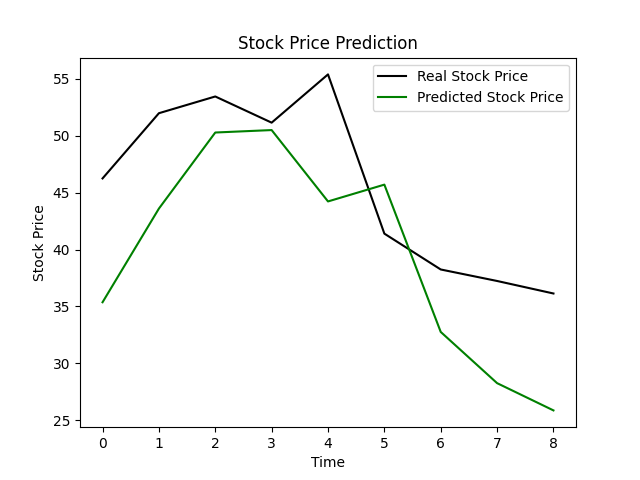 Stock Price Prediction
Real Stock Price
Predicted Stock Price
Stock Price
55
50
45
40
35
30
25
0 1 2 3 4 5 6 7 8
Time